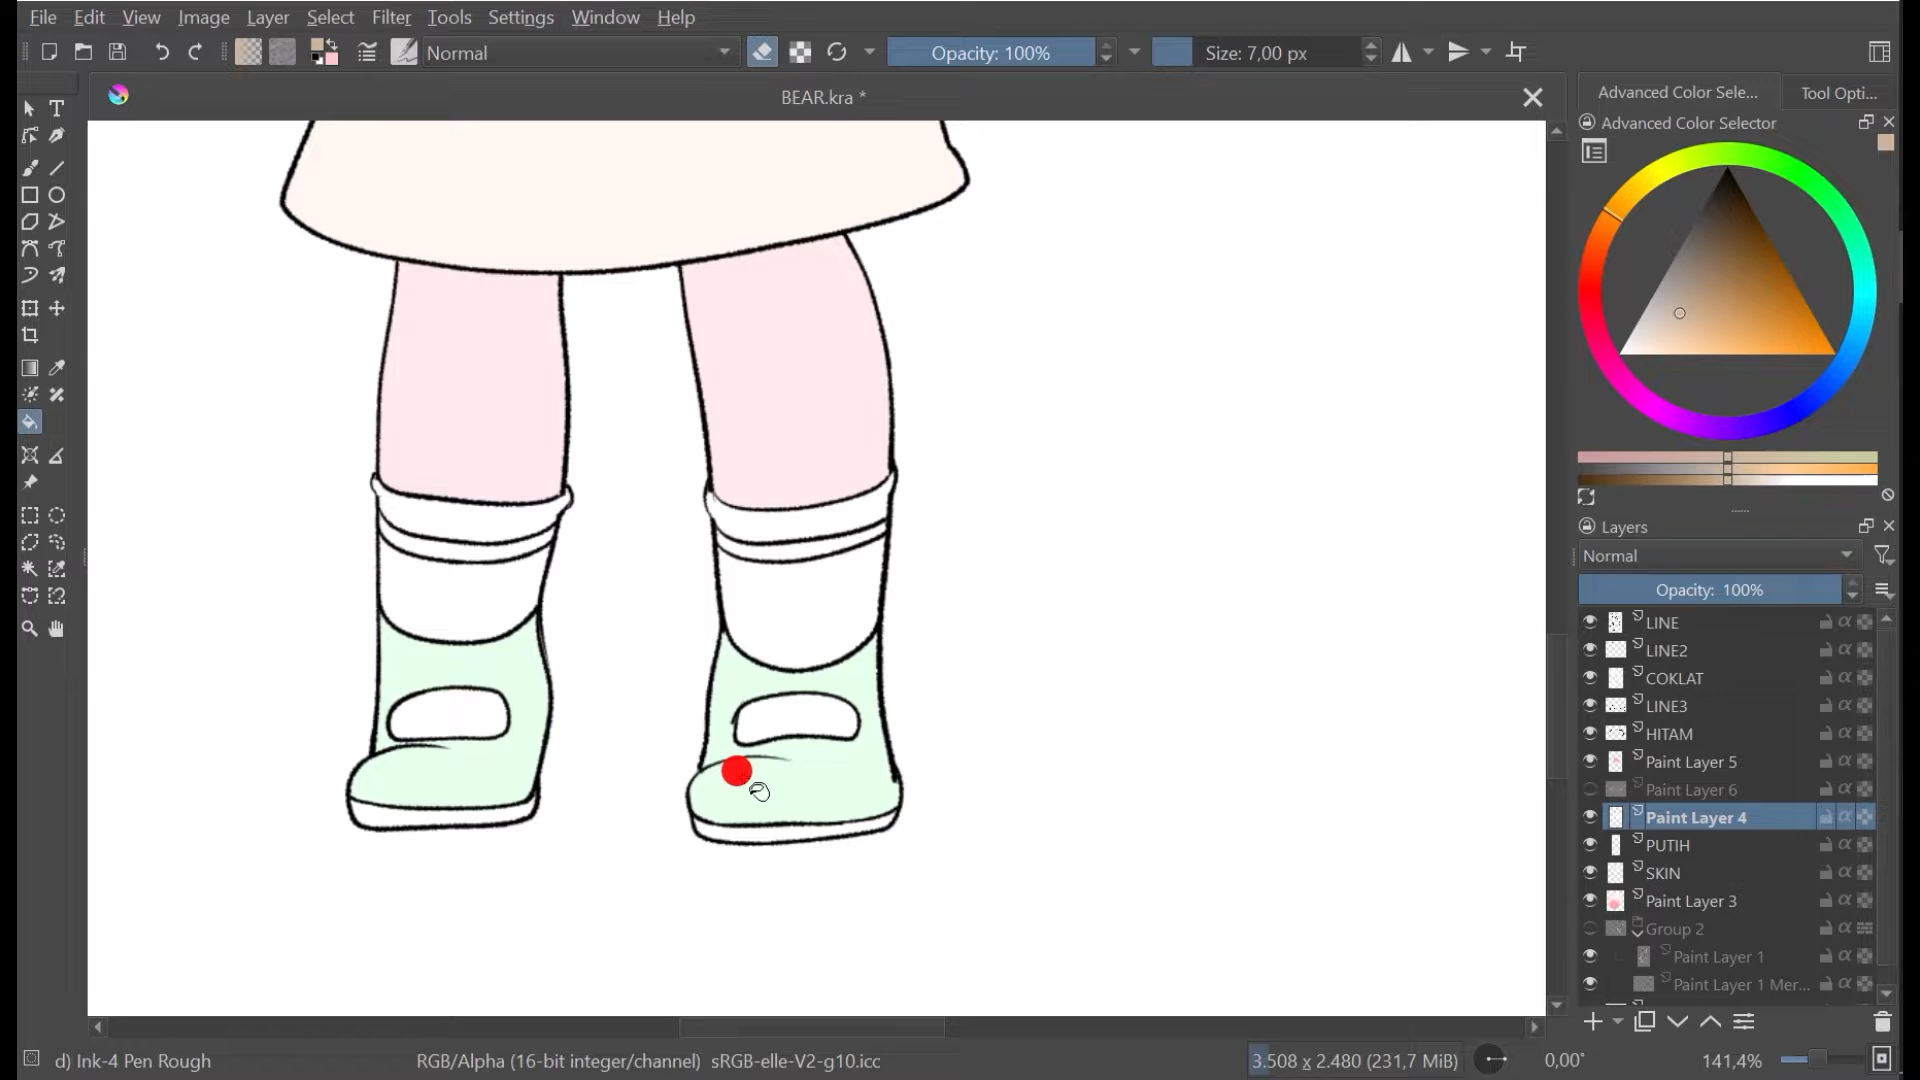 File Edit View Image Layer Select Filter Tools Settings Window Help
Normal Opacity: 100% Size: 7,00 px
BEAR.kra *
Advanced Color Sele... Tool Opti...
Advanced Color Selector
Layers
Normal
Opacity: 100%
LINE
LINE2
COKLAT
LINE3
HITAM
Paint Layer 5
Paint Layer 6
Paint Layer 4
PUTIH
SKIN
Paint Layer 3
Group 2
Paint Layer 1
Paint Layer 1 Mer...
d) Ink-4 Pen Rough RGB/Alpha (16-bit integer/channel) sRGB-elle-V2-g10.icc 3.508 x 2.480 (231,7 MiB) 0,00° 141,4%